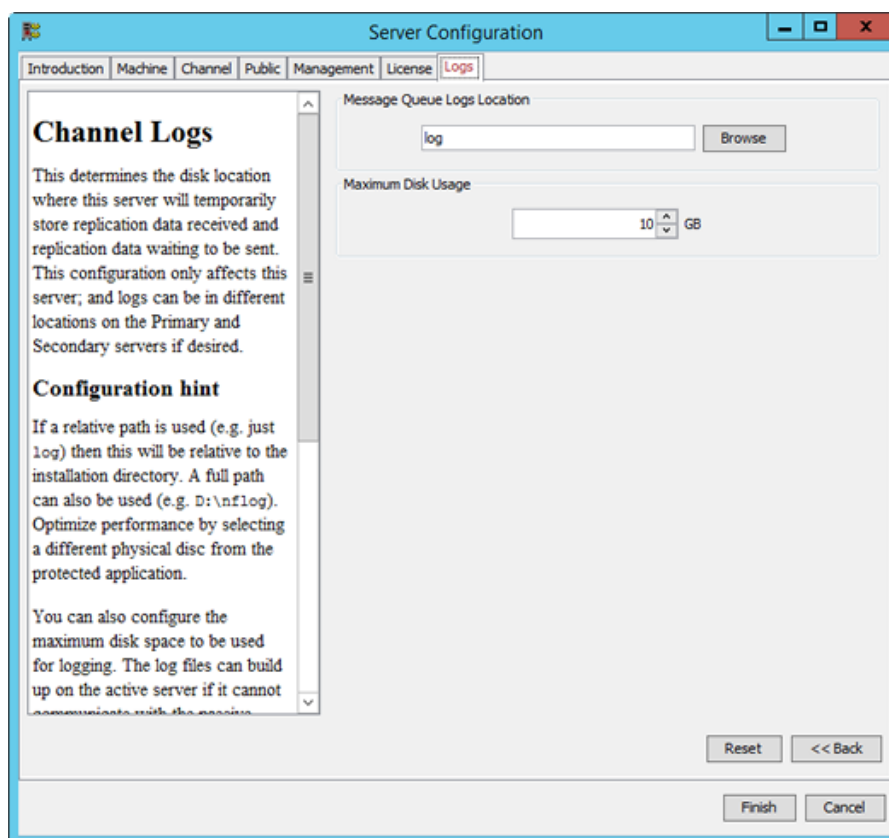 Server Configuration
Introduction Machine Channel Public Management License Logs
Channel Logs
This determines the disk location
where this server will temporarily
store replication data received and
replication data waiting to be sent.
This configuration only affects this
server; and logs can be in different
locations on the Primary and
Secondary servers if desired.
Configuration hint
If a relative path is used (e.g. just
log) then this will be relative to the
installation directory. A full path
can also be used (e.g. D:\nflog).
Optimize performance by selecting
a different physical disc from the
protected application.
You can also configure the
maximum disk space to be used
for logging. The log files can build
up on the active server if it cannot
communicate with the passive
Message Queue Logs Location
log Browse
Maximum Disk Usage
10 GB
Reset << Back
Finish Cancel